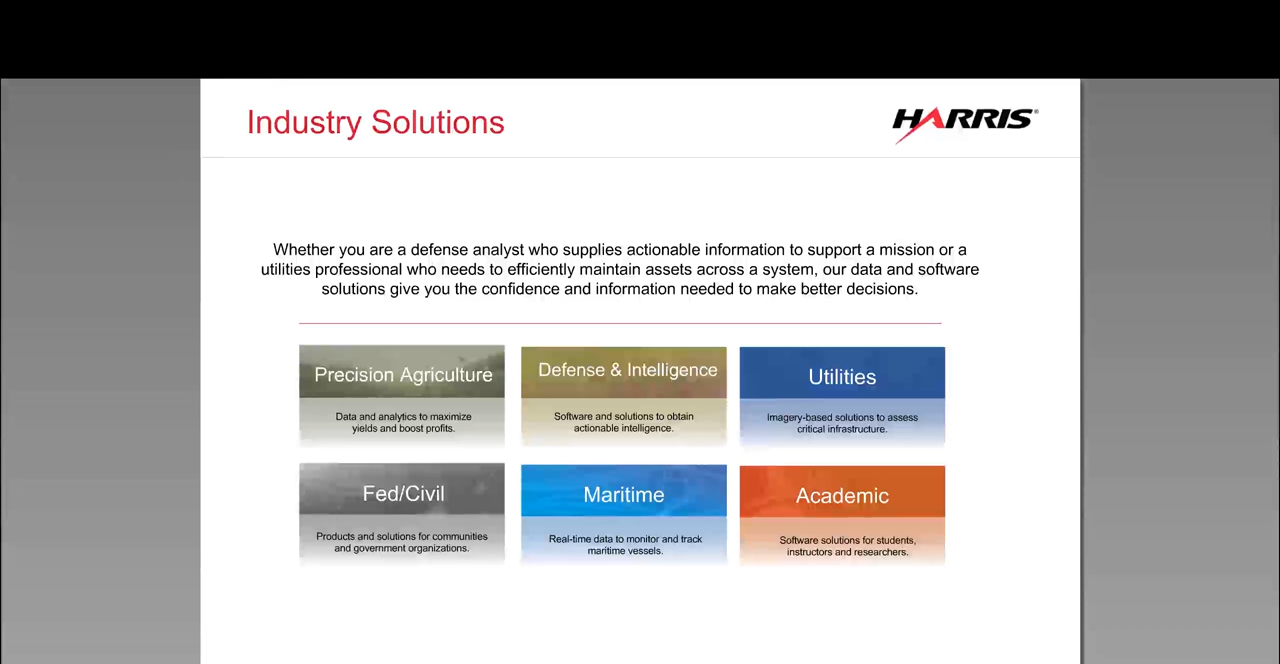 Industry Solutions
HARRIS®
Whether you are a defense analyst who supplies actionable information to support a mission or a
utilities professional who needs to efficiently maintain assets across a system, our data and software
solutions give you the confidence and information needed to make better decisions.
Precision Agriculture
Data and analytics to maximize
yields and boost profits.
Defense & Intelligence
Software and solutions to obtain
actionable intelligence.
Utilities
Imagery-based solutions to assess
critical infrastructure.
Fed/Civil
Products and solutions for communities
and government organizations.
Maritime
Real-time data to monitor and track
maritime vessels.
Academic
Software solutions for students,
instructors and researchers.